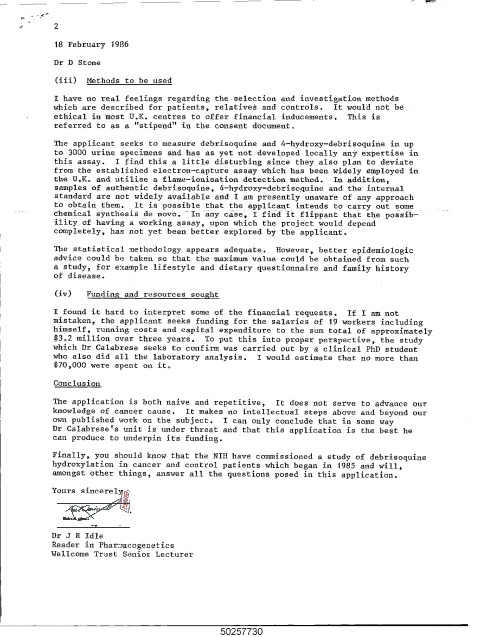 2
18 February 1986
Dr D Stone
(iii) Methods to be used
I have no real feelings regarding the selection and investigation methods
which are described for patients, relatives and controls. It would not be
ethical in most U.K. centres to offer financial inducements. This is
referred to as a "stipend" in the consent document.
The applicant seeks to measure debrisoquine and 4-hydroxy-debrisoquine in up
to 3000 urine specimens and has as yet not developed locally any expertise in
this assay. I find this a little disturbing since they also plan to deviate
from the established electron-capture assay which has been widely employed in
the U.K. and utilise a flame-ionisation detection method. In addition,
samples of authentic debrisoquine, 4-hydroxy-debrisoquine and the internal
standard are not widely available and I am presently unaware of any approach
to obtain them. It is possible that the applicant intends to carry out some
chemical synthesis de novo. In any case, I find it flippant that the possib-
ility of having a working assay, upon which the project would depend
completely, has not yet been better explored by the applicant.
The statistical methodology appears adequate. However, better epidemiologic
advice could be taken so that the maximum value could be obtained from such
a study, for example lifestyle and dietary questionnaire and family history
of disease.
(iv) Funding and resources sought
I found it hard to interpret some of the financial requests. If I am not
mistaken, the applicant seeks funding for the salaries of 19 workers including
himself, running costs and capital expenditure to the sum total of approximately
$3.2 million over three years. To put this into proper perspective, the study
which Dr Calabrese seeks to confirm was carried out by a clinical PhD student
who also did all the laboratory analysis. I would estimate that no more than
$70,000 were spent on it.
Conclusion
The application is both naive and repetitive. It does not serve to advance our
knowledge of cancer cause. It makes no intellectual steps above and beyond our
own published work on the subject. I can only conclude that in some way
Dr Calabrese's unit is under threat and that this application is the best he
can produce to underpin its funding.
Finally, you should know that the NIH have commissioned a study of debrisoquine
hydroxylation in cancer and control patients which began in 1985 and will,
amongst other things, answer all the questions posed in this application.
Yours sincerely
Dr J R Idle
Reader in Pharmacogenetics
Wellcome Trust Senior Lecturer
50257730